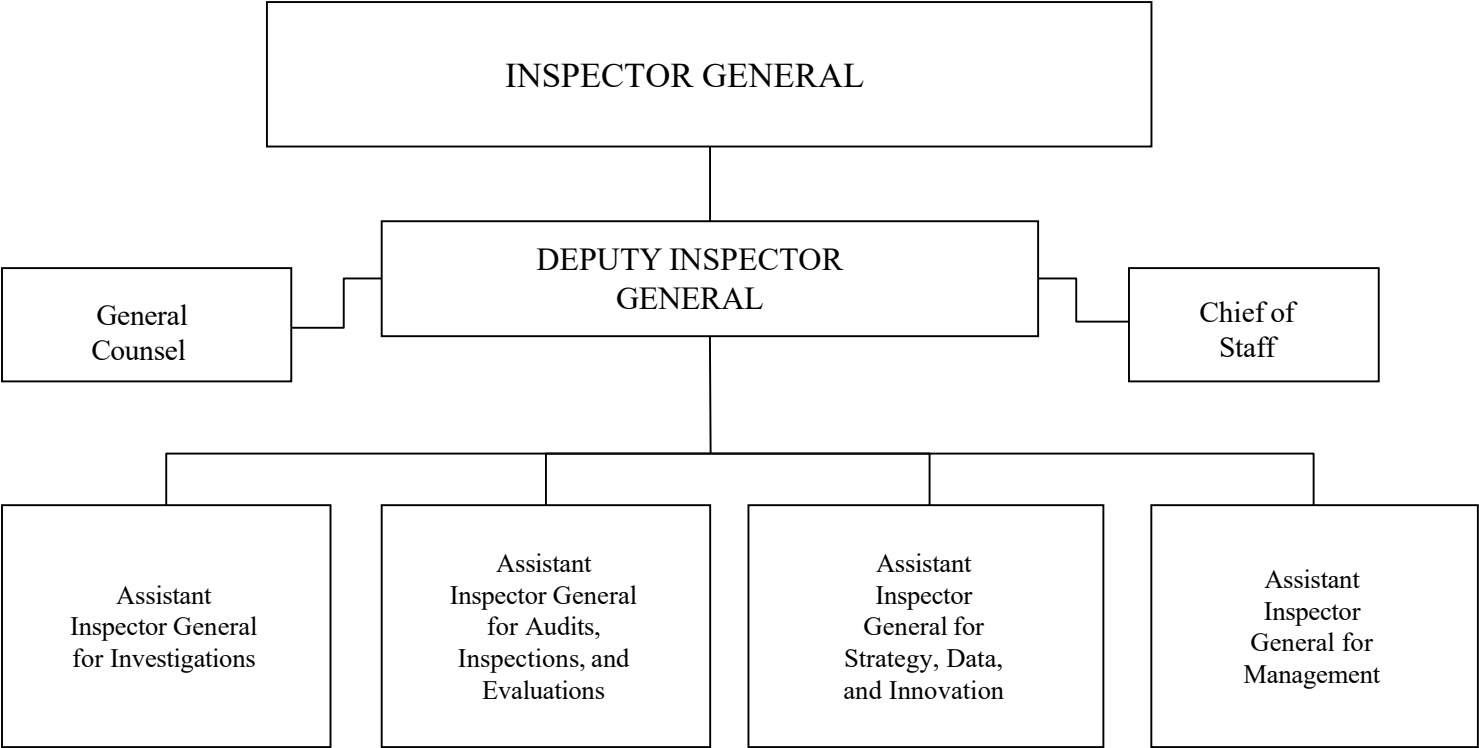 INSPECTOR GENERAL
DEPUTY INSPECTOR
GENERAL
General
Counsel
Chief of
Staff
Assistant
Inspector General
for Investigations
Assistant
Inspector General
for Audits,
Inspections, and
Evaluations
Assistant
Inspector
General for
Strategy, Data,
and Innovation
Assistant
Inspector
General for
Management